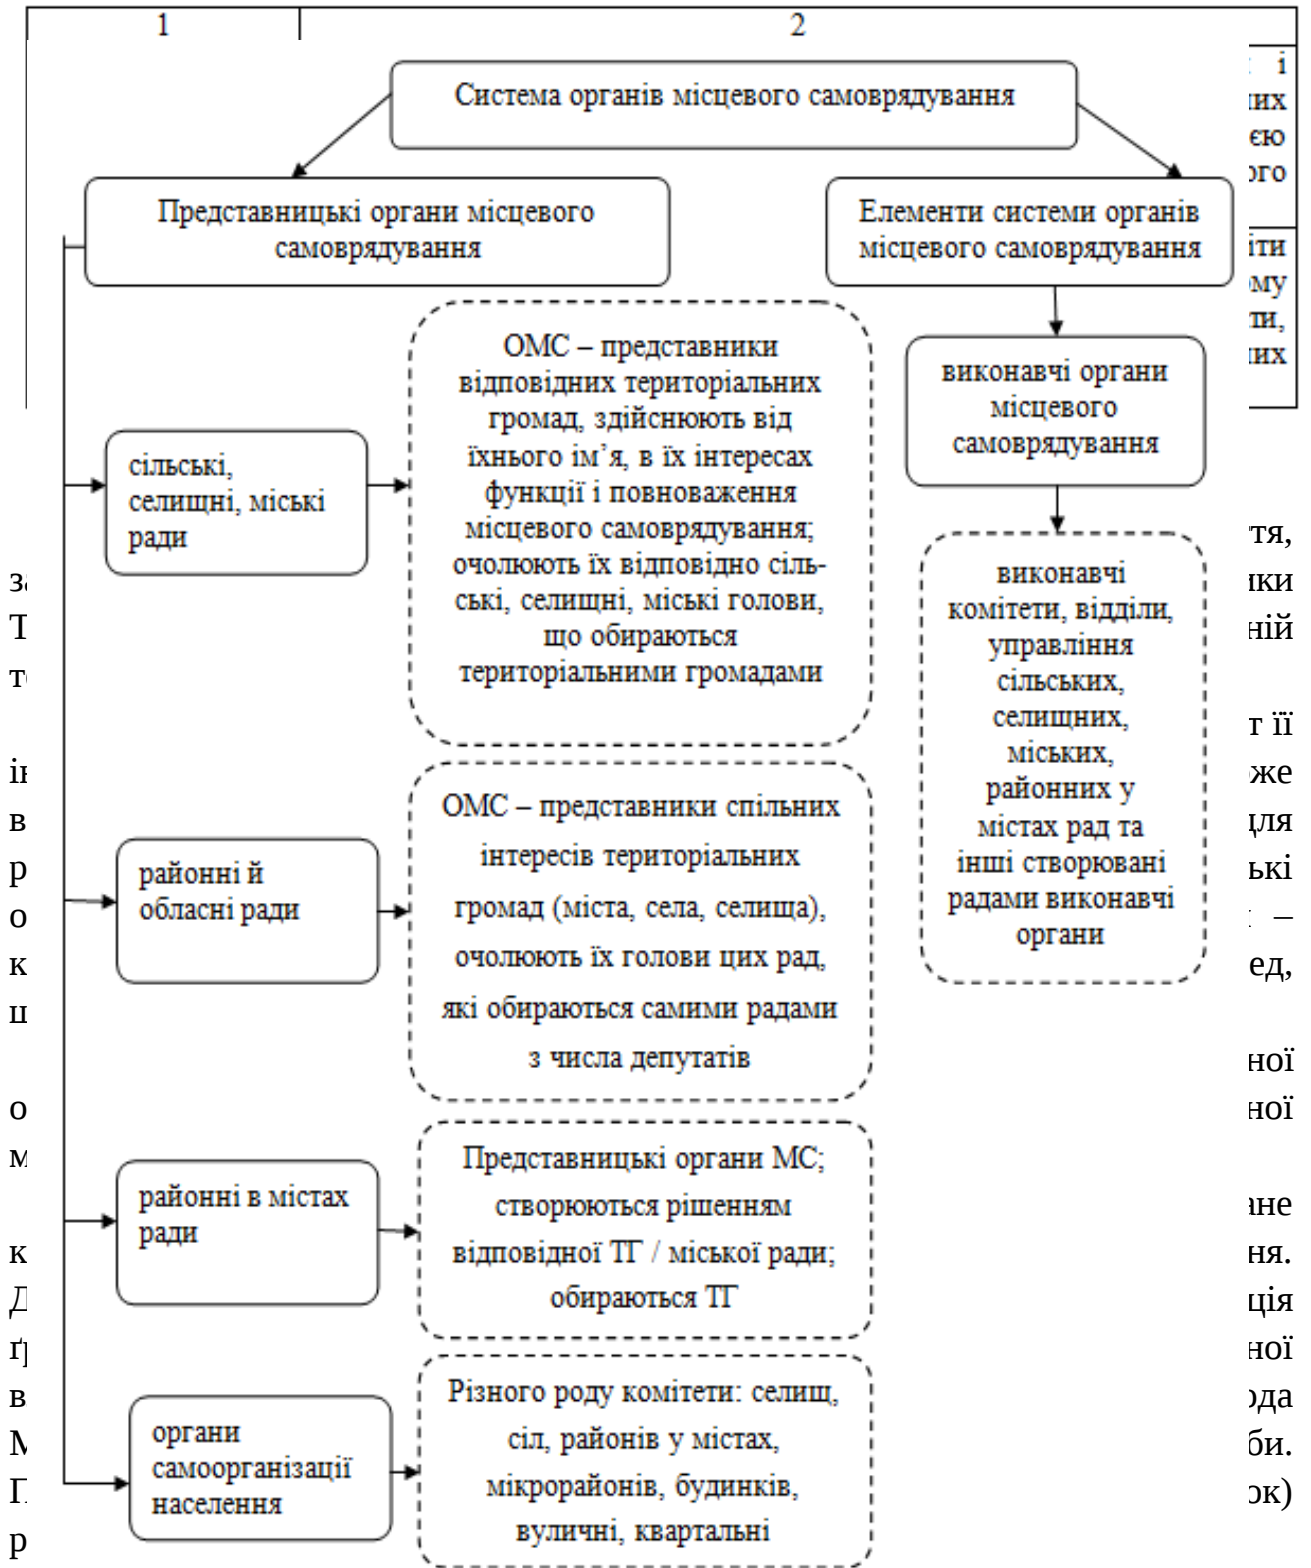 1
2
Система органів місцевого самоврядування
Представницькі органи місцевого
самоврядування
Елементи системи органів
місцевого самоврядування
виконавчі органи
місцевого
самоврядування
виконавчі
комітети, відділи,
управління
сільських,
селищних,
міських,
районних у
містах рад та
інші створювані
радами виконавчі
органи
сільські,
селищні, міські
ради
ОМС – представники
відповідних територіальних
громад, здійснюють від
їхнього ім’я, в їх інтересах
функції і повноваження
місцевого самоврядування;
очолюють їх відповідно сіль-
ські, селищні, міські голови,
що обираються
територіальними громадами
районні й
обласні ради
ОМС – представники спільних
інтересів територіальних
громад (міста, села, селища),
очолюють їх голови цих рад,
які обираються самими радами
з числа депутатів
районні в містах
ради
Представницькі органи МС;
створюються рішенням
відповідної ТГ / міської ради;
обираються ТГ
органи
самоорганізації
населення
Різного роду комітети: селищ,
сіл, районів у містах,
мікрорайонів, будинків,
вуличні, квартальні
і
її